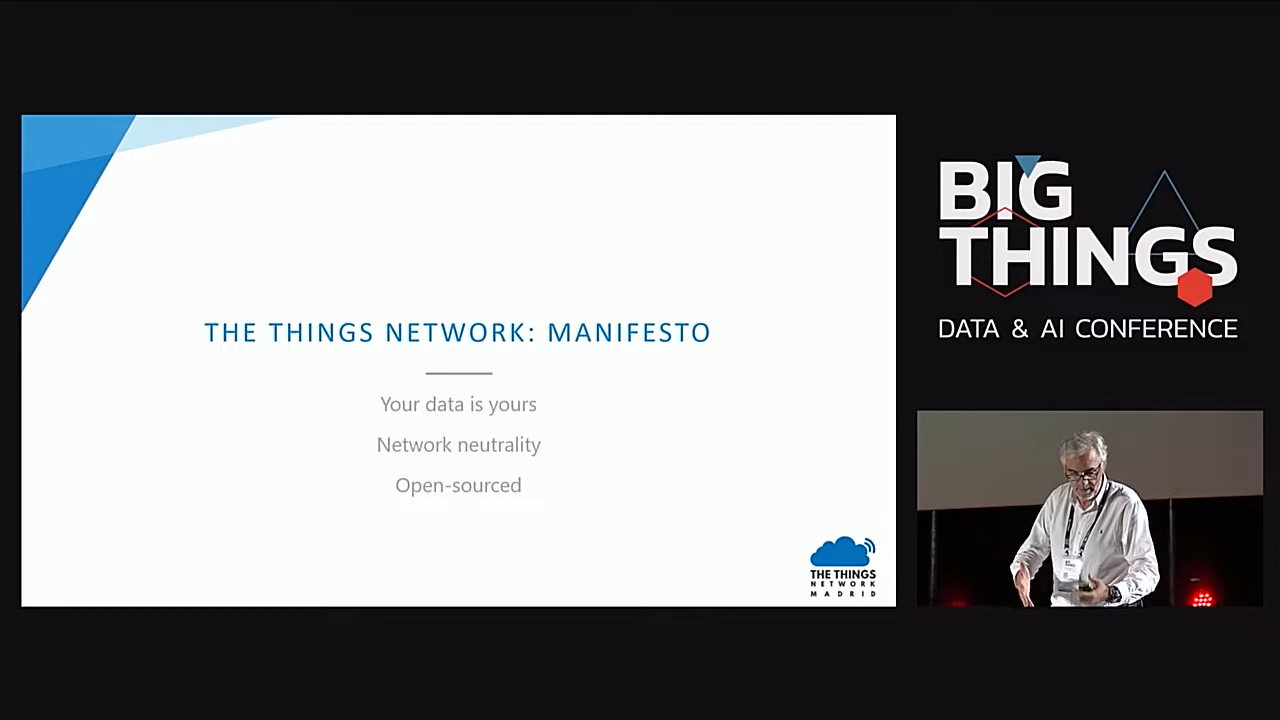 THE THINGS NETWORK: MANIFESTO
Your data is yours
Network neutrality
Open-sourced
THE THINGS
NETWORK
MADRID
BIG
THINGS
DATA & AI CONFERENCE